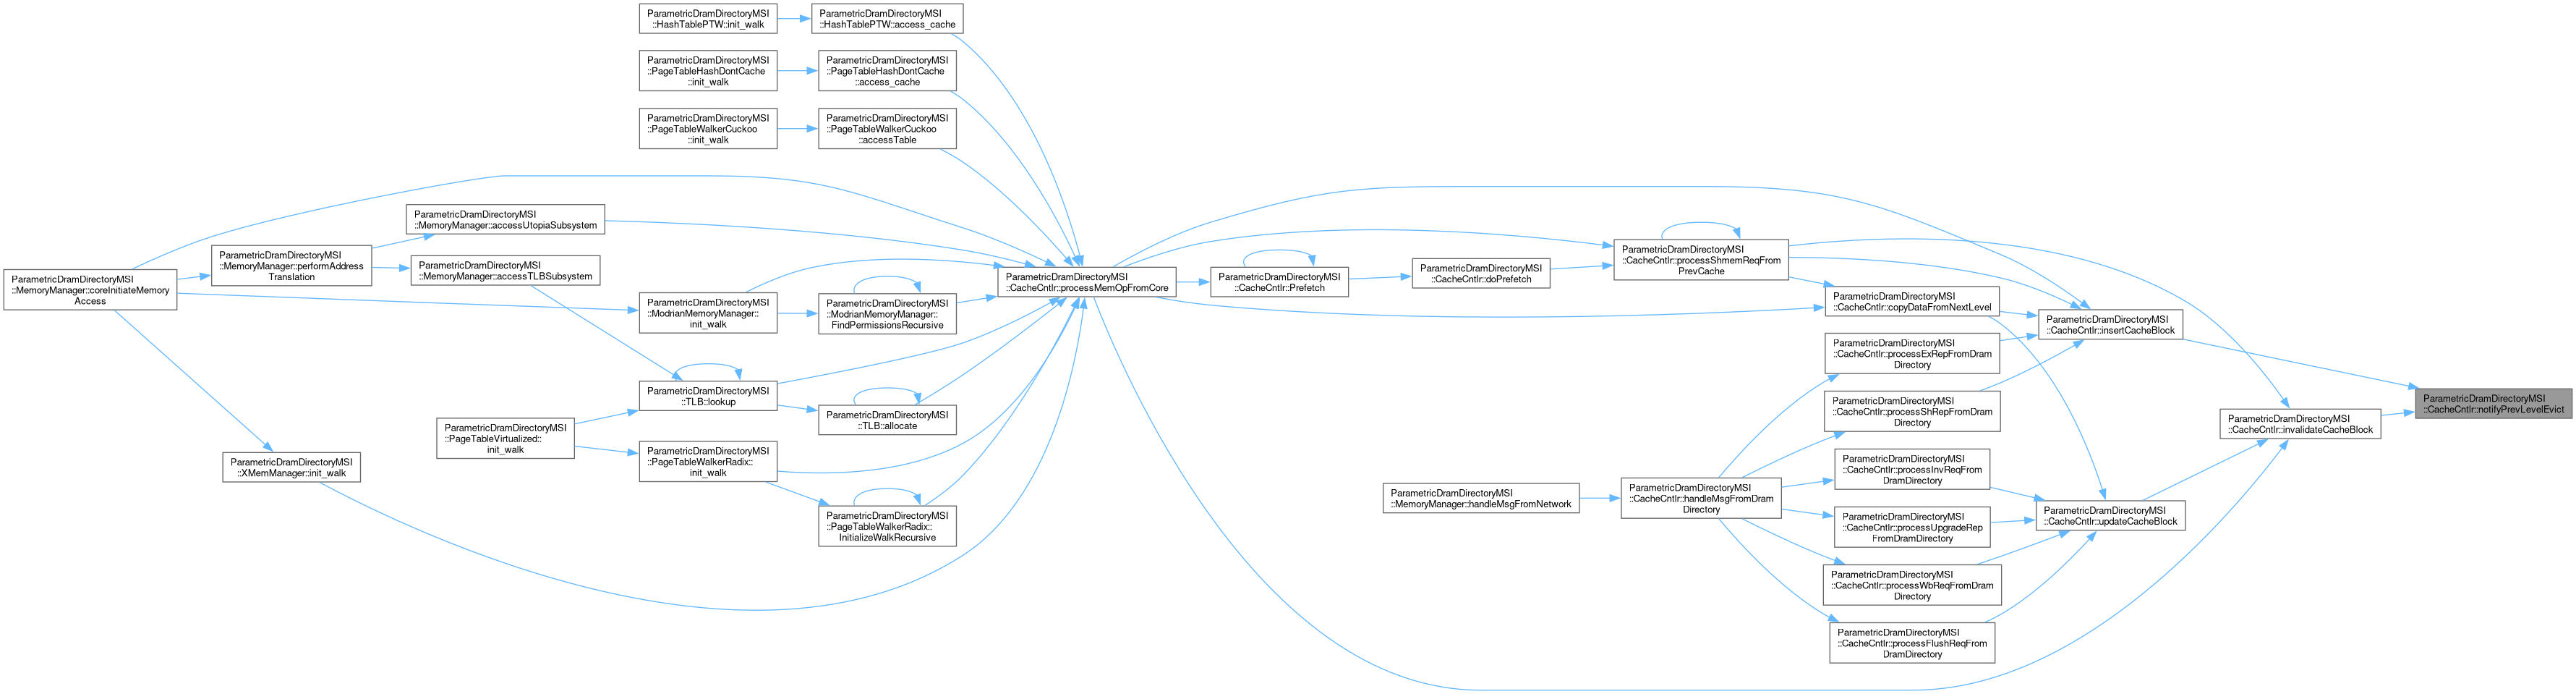 ParametricDramDirectoryMSI
::HashTablePTW::init_walk
ParametricDramDirectoryMSI
::HashTablePTW::access_cache
ParametricDramDirectoryMSI
::PageTableHashDontCache
::init_walk
ParametricDramDirectoryMSI
::PageTableHashDontCache
::access_cache
ParametricDramDirectoryMSI
::PageTableWalkerCuckoo
::init_walk
ParametricDramDirectoryMSI
::PageTableWalkerCuckoo
::accessTable
ParametricDramDirectoryMSI
::MemoryManager::coreInitiateMemory
Access
ParametricDramDirectoryMSI
::MemoryManager::performAddress
Translation
ParametricDramDirectoryMSI
::MemoryManager::accessUtopiaSubsystem
ParametricDramDirectoryMSI
::MemoryManager::accessTLBSubsystem
ParametricDramDirectoryMSI
::ModrianMemoryManager::
init_walk
ParametricDramDirectoryMSI
::ModrianMemoryManager::
FindPermissionsRecursive
ParametricDramDirectoryMSI
::TLB::lookup
ParametricDramDirectoryMSI
::TLB::allocate
ParametricDramDirectoryMSI
::PageTableVirtualized::
init_walk
ParametricDramDirectoryMSI
::PageTableWalkerRadix::
init_walk
ParametricDramDirectoryMSI
::XMemManager::init_walk
ParametricDramDirectoryMSI
::PageTableWalkerRadix::
InitializeWalkRecursive
ParametricDramDirectoryMSI
::CacheCntlr::processMemOpFromCore
ParametricDramDirectoryMSI
::CacheCntlr::Prefetch
ParametricDramDirectoryMSI
::CacheCntlr::doPrefetch
ParametricDramDirectoryMSI
::CacheCntlr::processShmemReqFrom
PrevCache
ParametricDramDirectoryMSI
::CacheCntlr::copyDataFromNextLevel
ParametricDramDirectoryMSI
::CacheCntlr::processExRepFromDram
Directory
ParametricDramDirectoryMSI
::CacheCntlr::processShRepFromDram
Directory
ParametricDramDirectoryMSI
::CacheCntlr::processInvReqFrom
DramDirectory
ParametricDramDirectoryMSI
::CacheCntlr::processUpgradeRep
FromDramDirectory
ParametricDramDirectoryMSI
::CacheCntlr::processWbReqFromDram
Directory
ParametricDramDirectoryMSI
::CacheCntlr::processFlushReqFrom
DramDirectory
ParametricDramDirectoryMSI
::MemoryManager::handleMsgFromNetwork
ParametricDramDirectoryMSI
::CacheCntlr::handleMsgFromDram
Directory
ParametricDramDirectoryMSI
::CacheCntlr::insertCacheBlock
ParametricDramDirectoryMSI
::CacheCntlr::updateCacheBlock
ParametricDramDirectoryMSI
::CacheCntlr::invalidateCacheBlock
ParametricDramDirectoryMSI
::CacheCntlr::notifyPrevLevelEvict